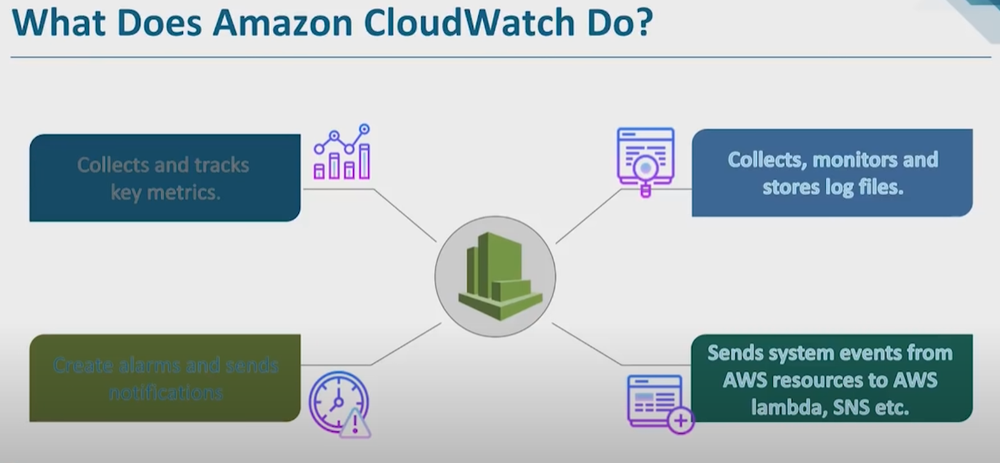 What Does Amazon CloudWatch Do?
Collects and tracks
key metrics.
Collects, monitors and
stores log files.
Create alarms and sends
notifications
Sends system events from
AWS resources to AWS
lambda, SNS etc.